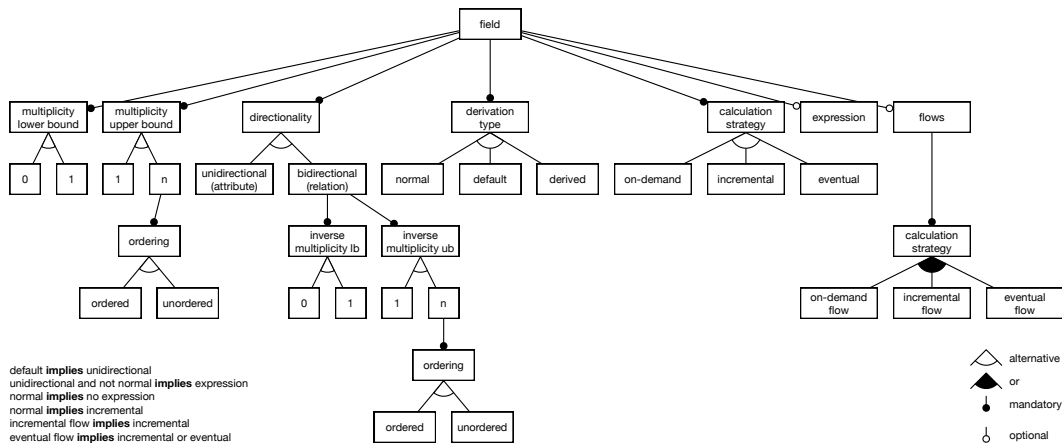 field
multiplicity
lower bound
multiplicity
upper bound
directionality
derivation
type
calculation
strategy
expression
flows
0
1
1
n
unidirectional
(attribute)
bidirectional
(relation)
normal
default
derived
on-demand
incremental
eventual
ordering
inverse
multiplicity lb
inverse
multiplicity ub
calculation
strategy
ordered
unordered
0
1
1
n
on-demand
flow
incremental
flow
eventual
flow
ordering
ordered
unordered
default implies unidirectional
unidirectional and not normal implies expression
normal implies no expression
normal implies incremental
incremental flow implies incremental
eventual flow implies incremental or eventual
alternative
or
mandatory
optional